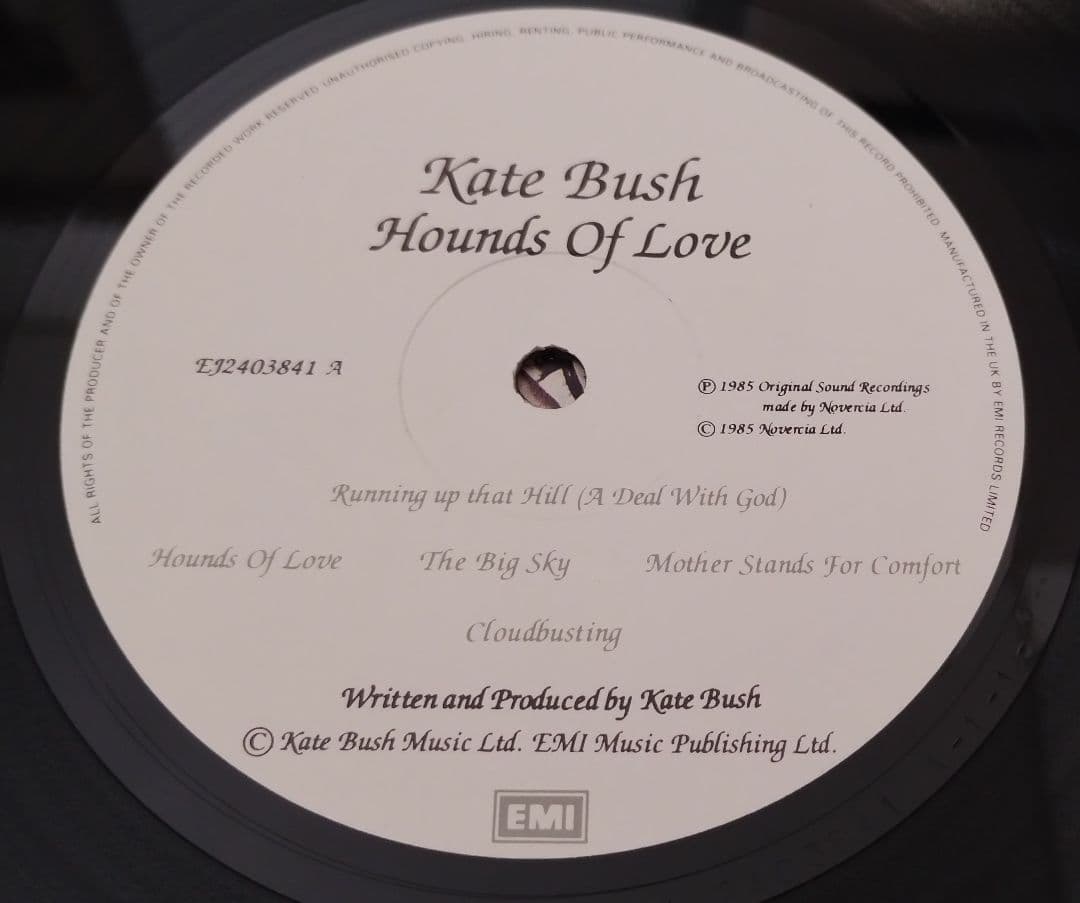 ALL RIGHTS OF THE PRODUCER AND OF THE OWNER OF THE RECORDED WORK RESERVED UNAUTHORISED COPYING, HIRING, RENTING, PUBLIC PERFORMANCE AND BROADCASTING OF THIS RECORD PROHIBITED. MANUFACTURED IN THE UK BY EMI RECORDS LIMITED
Kate Bush
Hounds Of Love
EJ2403841 A
Ⓟ 1985 Original Sound Recordings
made by Novercia Ltd.
© 1985 Novercia Ltd.
Running up that Hill (A Deal With God)
Hounds Of Love The Big Sky Mother Stands For Comfort
Cloudbusting
Written and Produced by Kate Bush
© Kate Bush Music Ltd. EMI Music Publishing Ltd.
EMI